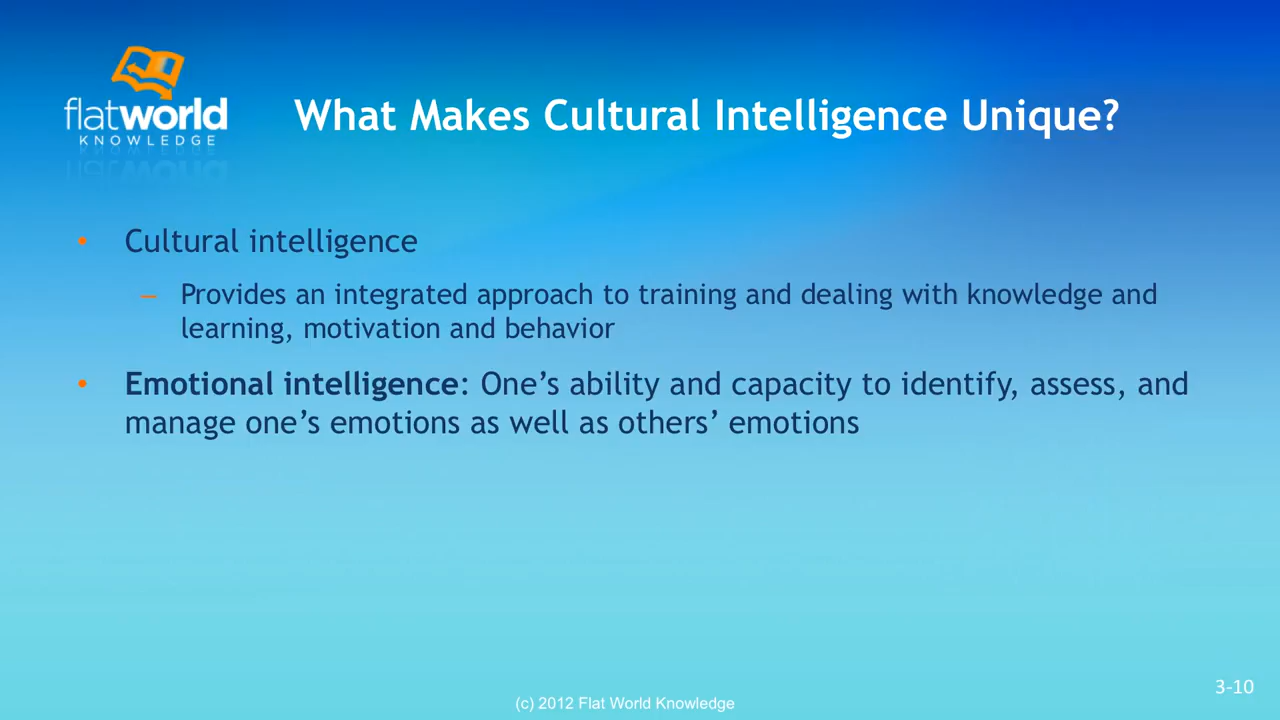 flatworld
KNOWLEDGE
What Makes Cultural Intelligence Unique?
• Cultural intelligence
– Provides an integrated approach to training and dealing with knowledge and
learning, motivation and behavior
• Emotional intelligence: One’s ability and capacity to identify, assess, and
manage one’s emotions as well as others’ emotions
3-10
(c) 2012 Flat World Knowledge